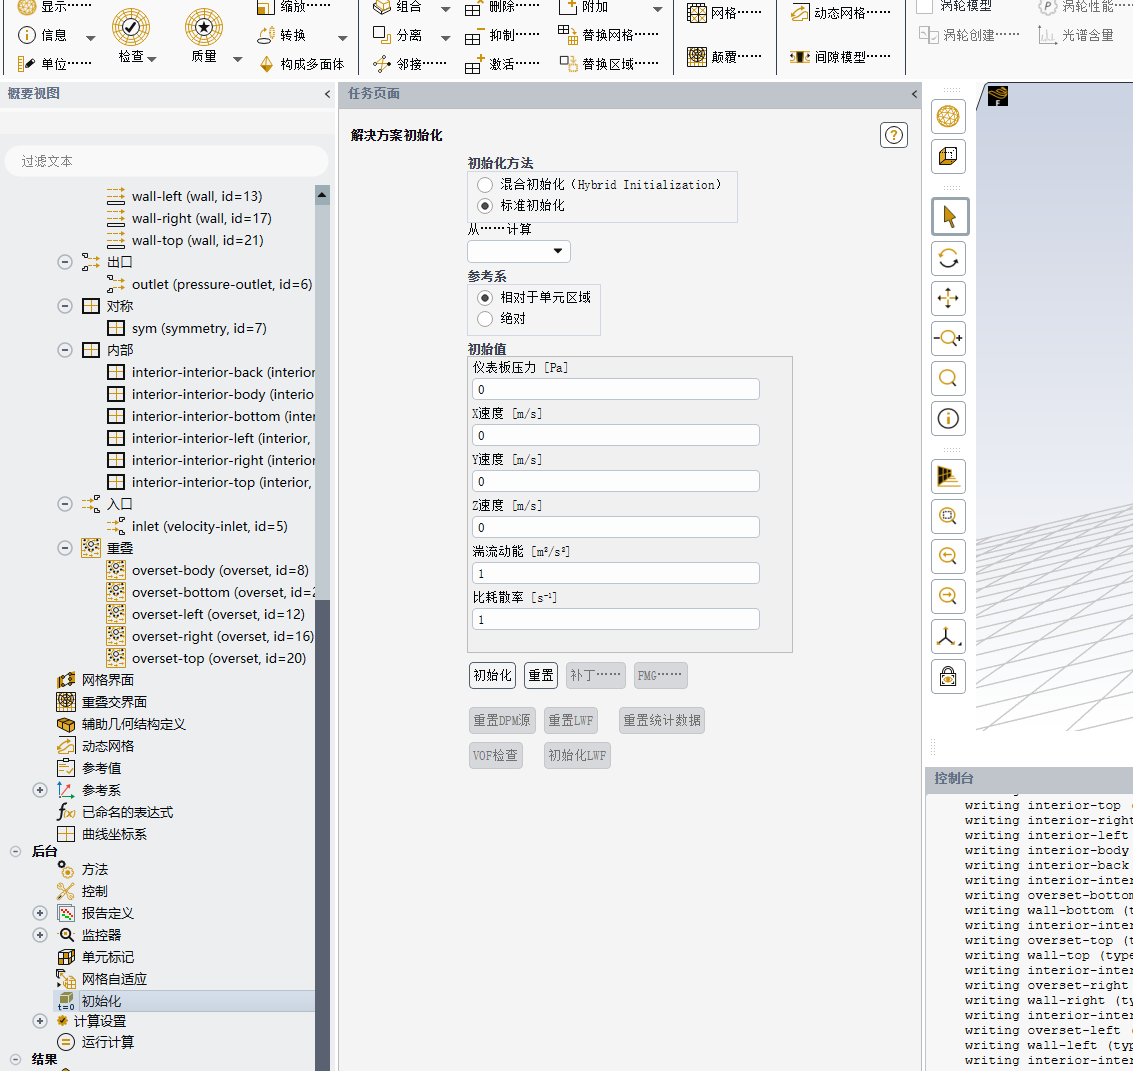 显示……
信息
单位……
检查
质量
缩放……
转换
构成多面体
组合
分离
邻接……
删除……
抑制……
激活……
附加
替换网格……
替换区域……
网格……
颠覆……
动态网格……
间隙模型……
涡轮模型
涡轮创建……
涡轮性能……
光谱含量
概要视图
过滤文本
wall-left (wall, id=13)
wall-right (wall, id=17)
wall-top (wall, id=21)
出口
outlet (pressure-outlet, id=6)
对称
sym (symmetry, id=7)
内部
interior-interior-back (interior
interior-interior-body (interio
interior-interior-bottom (inter
interior-interior-left (interior,
interior-interior-right (interior
interior-interior-top (interior,
入口
inlet (velocity-inlet, id=5)
重叠
overset-body (overset, id=8)
overset-bottom (overset, id=2
overset-left (overset, id=12)
overset-right (overset, id=16)
overset-top (overset, id=20)
网格界面
重叠交界面
辅助几何结构定义
动态网格
参考值
参考系
已命名的表达式
曲线坐标系
后台
方法
控制
报告定义
监控器
单元标记
网格自适应
初始化
计算设置
运行计算
结果
任务页面
解决方案初始化
初始化方法
混合初始化（Hybrid Initialization）
标准初始化
从……计算
参考系
相对于单元区域
绝对
初始值
仪表板压力 [Pa]
0
X速度 [m/s]
0
Y速度 [m/s]
0
Z速度 [m/s]
0
湍流动能 [m²/s²]
1
比耗散率 [s⁻¹]
1
初始化 重置 补丁…… FMG……
重置DPM源 重置LWF 重置统计数据
VOF检查 初始化LWF
控制台
writing interior-top
writing interior-right
writing interior-left
writing interior-body
writing interior-back
writing interior-inter
writing overset-bottom
writing wall-bottom (t
writing interior-inter
writing overset-top (t
writing wall-top (type
writing interior-inter
writing overset-right
writing wall-right (ty
writing interior-inter
writing overset-left
writing wall-left (typ
writing interior-inter